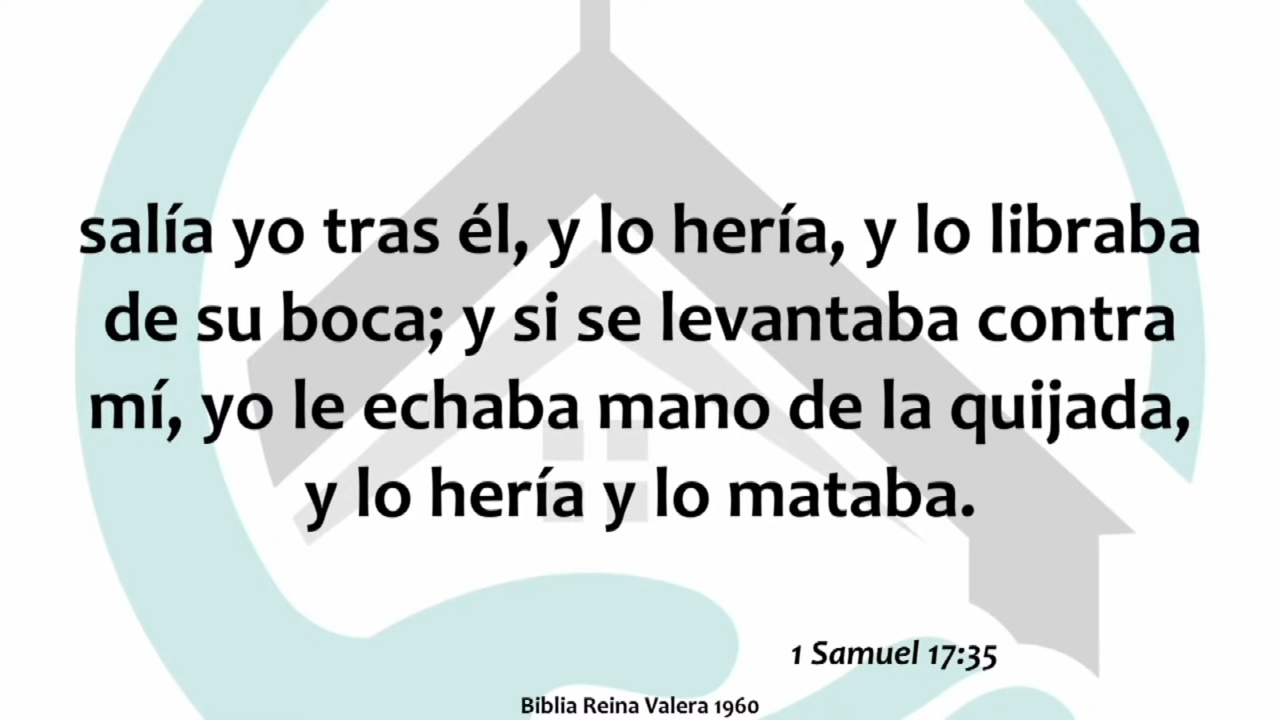 salía yo tras él, y lo hería, y lo libraba
de su boca; y si se levantaba contra
mí, yo le echaba mano de la quijada,
y lo hería y lo mataba.
1 Samuel 17:35
Biblia Reina Valera 1960